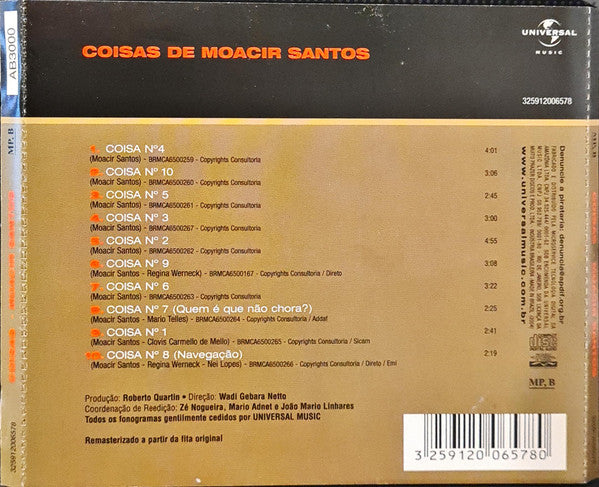 COISAS DE MOACIR SANTOS
UNIVERSAL
MUSIC
325912006578
AB3000
MP, B
1. COISA Nº4 4:01
(Moacir Santos) - BRMCA6500259 - Copyrights Consultoria
2. COISA Nº 10 3:06
(Moacir Santos) - BRMCA6500260 - Copyrights Consultoria
3. COISA Nº 5 2:45
(Moacir Santos) - BRMCA6500261 - Copyrights Consultoria
4. COISA Nº 3 3:00
(Moacir Santos) - BRMCA6500267 - Copyrights Consultoria
5. COISA Nº 2 4:55
(Moacir Santos) - BRMCA6500262 - Copyrights Consultoria
6. COISA Nº 9 3:08
(Moacir Santos - Regina Werneck) - BRMCA6500167 - Copyrights Consultoria / Direto
7. COISA Nº 6 3:22
(Moacir Santos) - BRMCA6500263 - Copyrights Consultoria
8. COISA Nº 7 (Quem é que não chora?) 2:25
(Moacir Santos - Mario Telles) - BRMCA6500264 - Copyrights Consultoria / Addaf
9. COISA Nº 1 2:41
(Moacir Santos - Clovis Carmello de Mello) - BRMCA6500265 - Copyrights Consultoria / Sicam
10. COISA Nº 8 (Navegação) 2:19
(Moacir Santos - Regina Werneck - Nei Lopes) - BRMCA6500266 - Copyrights Consultoria / Direto / Emi
Produção: Roberto Quartin • Direção: Wadi Gebara Netto
Coordenação de Reedição: Zé Nogueira, Mario Adnet e João Mario Linhares
Todos os fonogramas gentilmente cedidos por UNIVERSAL MUSIC
Remasterizado a partir da fita original
Denuncie a pirataria: denuncia@apdif.org.br
www.universalmusic.com.br
MP, B
3 259120 065780
MP, B
325912006578